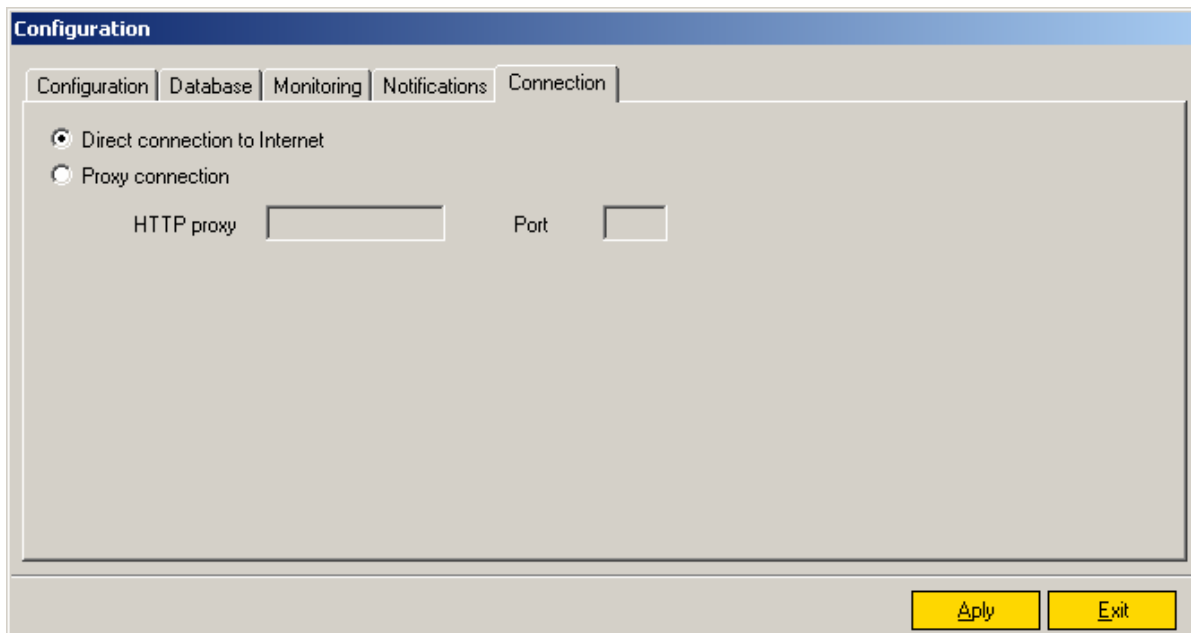 Configuration
Configuration Database Monitoring Notifications Connection
Direct connection to Internet
Proxy connection
HTTP proxy Port
Aply Exit